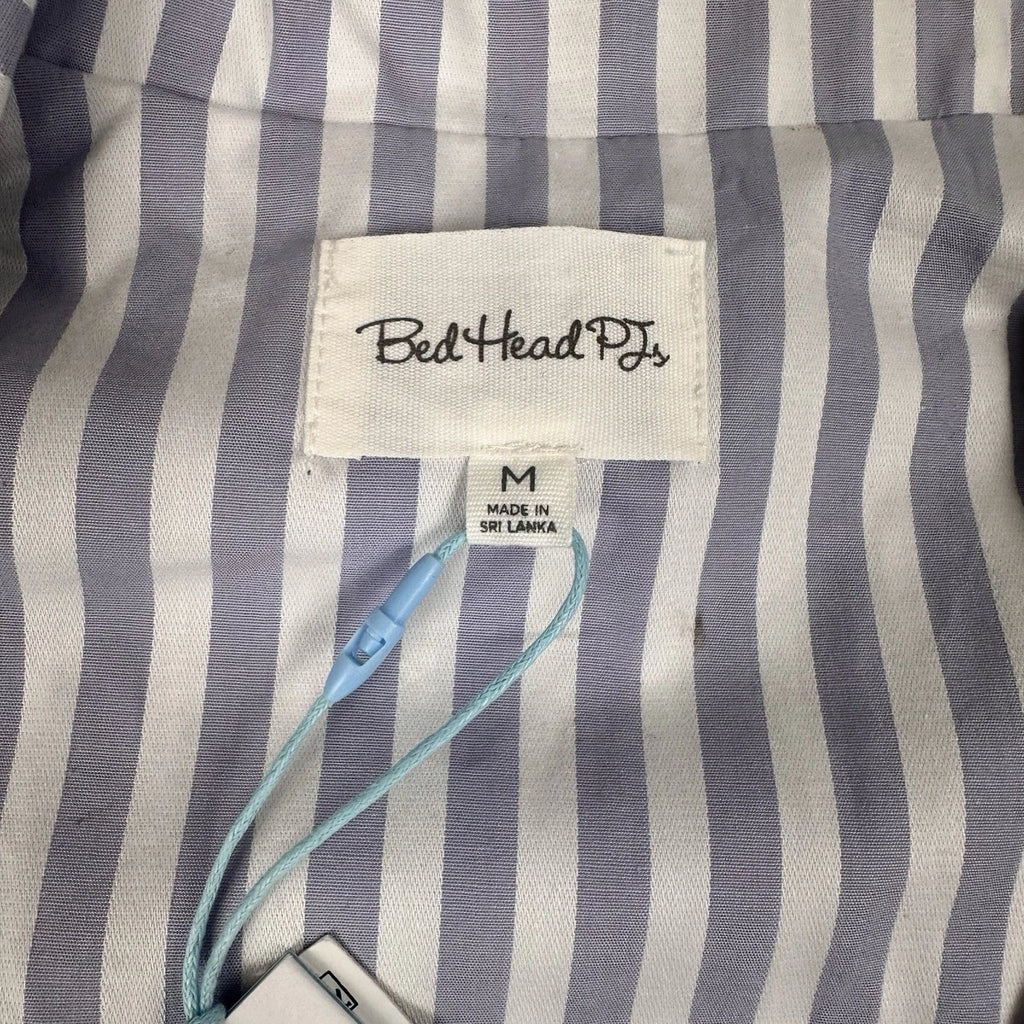 Bed Head PJs
M
MADE IN
SRI LANKA